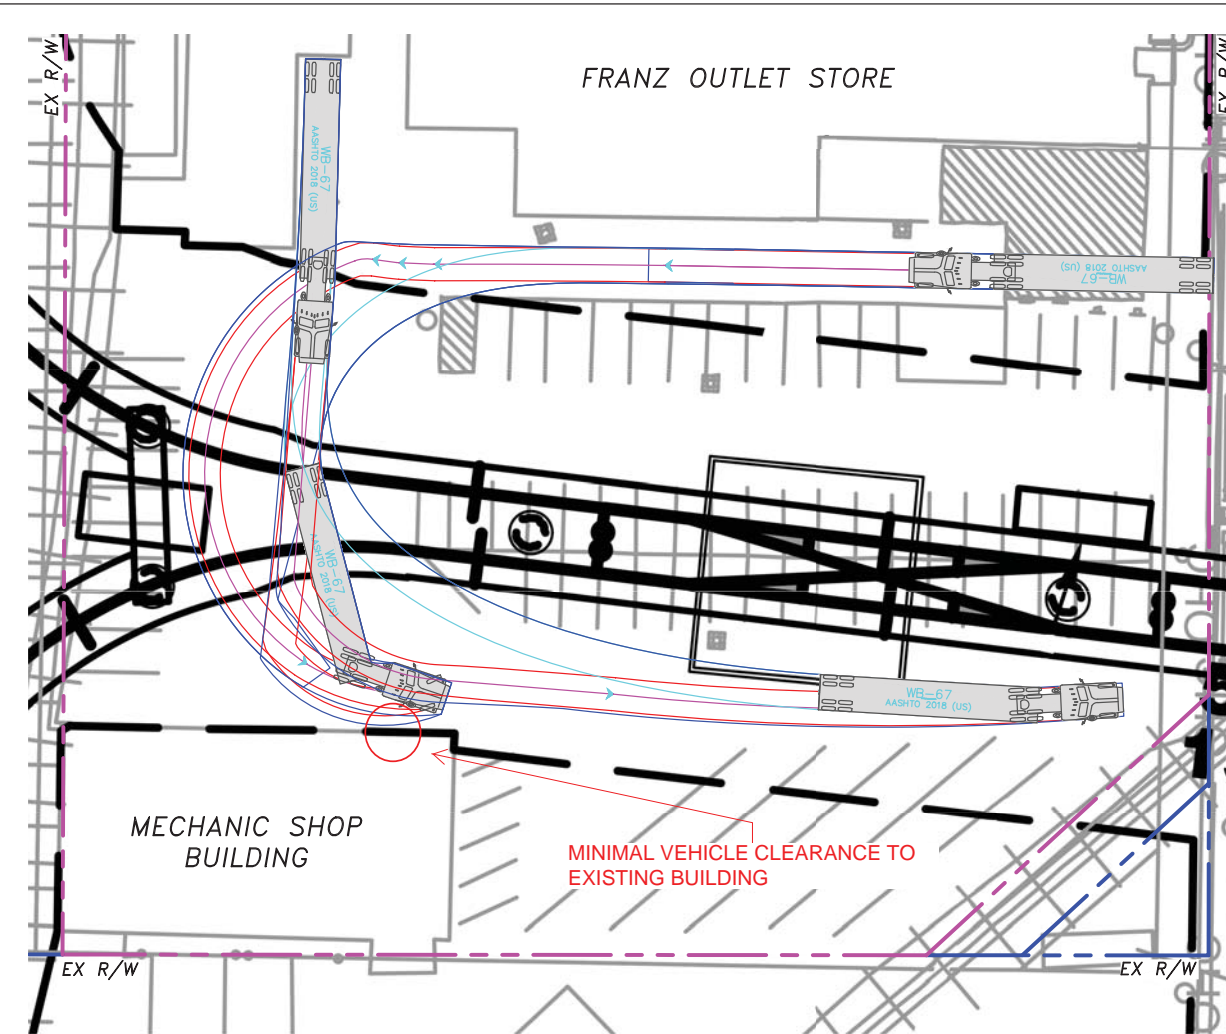 EX R/W
EX R/W
FRANZ OUTLET STORE
WB-67
AASHTO 2018 (US)
WB-67
AASHTO 2018 (US)
WB-67
AASHTO 2018 (US)
WB-67
AASHTO 2018 (US)
MECHANIC SHOP
BUILDING
MINIMAL VEHICLE CLEARANCE TO
EXISTING BUILDING
EX R/W
EX R/W